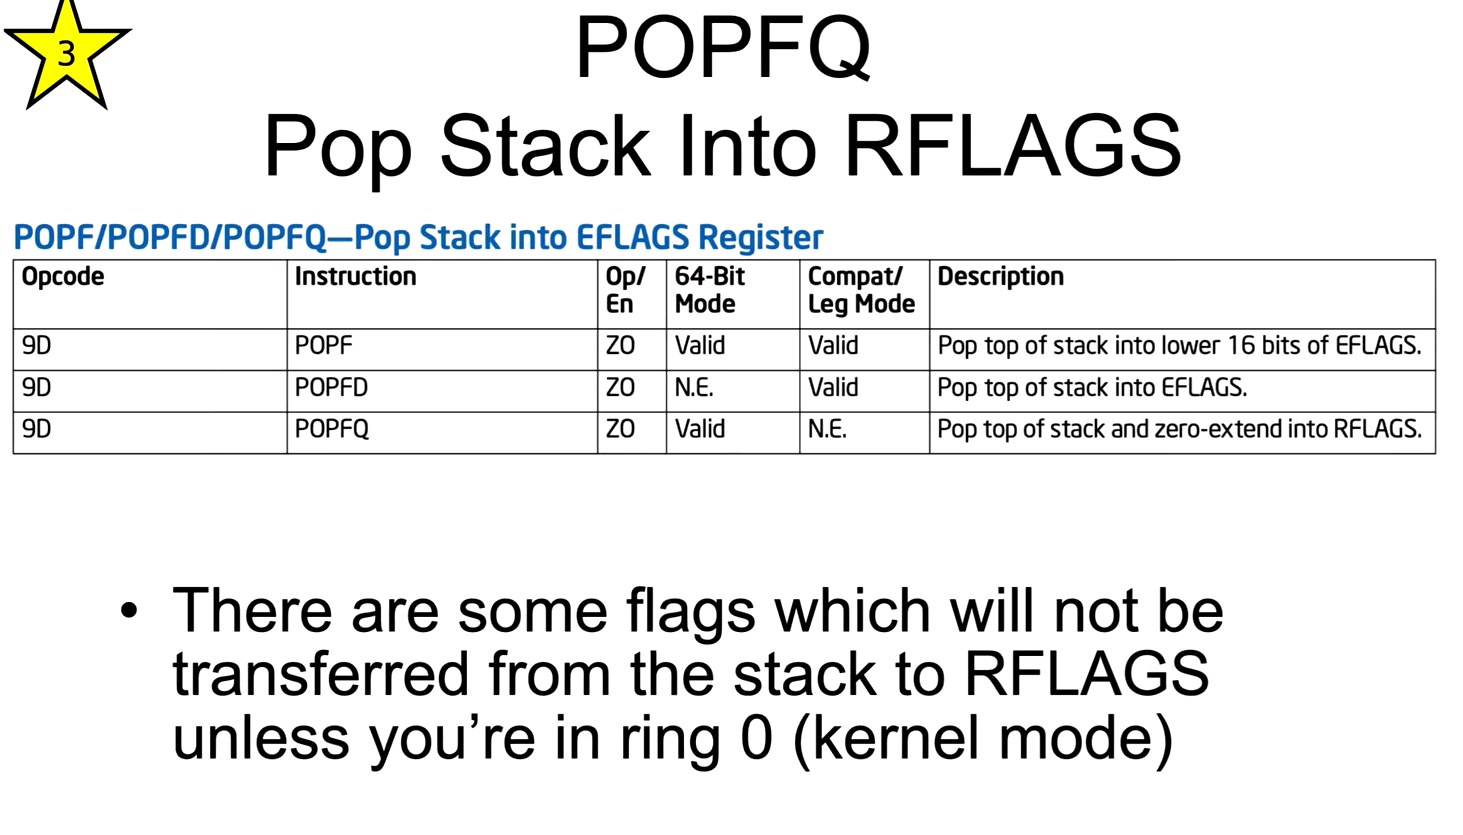 3
POPFQ
Pop Stack Into RFLAGS
POPF/POPFD/POPFQ—Pop Stack into EFLAGS Register
Opcode Instruction Op/ En 64-Bit Mode Compat/ Leg Mode Description
9D POPF ZO Valid Valid Pop top of stack into lower 16 bits of EFLAGS.
9D POPFD ZO N.E. Valid Pop top of stack into EFLAGS.
9D POPFQ ZO Valid N.E. Pop top of stack and zero-extend into RFLAGS.
• There are some flags which will not be
transferred from the stack to RFLAGS
unless you’re in ring 0 (kernel mode)